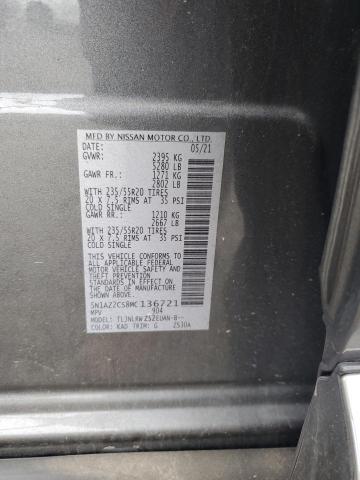 MFD BY NISSAN MOTOR CO., LTD.
DATE: 05/21
GVWR: 2395 KG
5280 LB
GAWR FR.: 1271 KG
2802 LB
WITH 235/55R20 TIRES
20 X 7.5 RIMS AT 35 PSI
COLD SINGLE
GAWR RR.: 1210 KG
2667 LB
WITH 235/55R20 TIRES
20 X 7.5 RIMS AT 35 PSI
COLD SINGLE
THIS VEHICLE CONFORMS TO ALL
APPLICABLE FEDERAL MOTOR
VEHICLE SAFETY STANDARDS IN
EFFECT ON THE DATE OF
MANUFACTURE SHOWN ABOVE.
5N1AZ2CS8MC136721
MPV 904
MODEL: TLJNLRWZ52EUAN-B--
COLOR: KAD TRIM: G Z530A